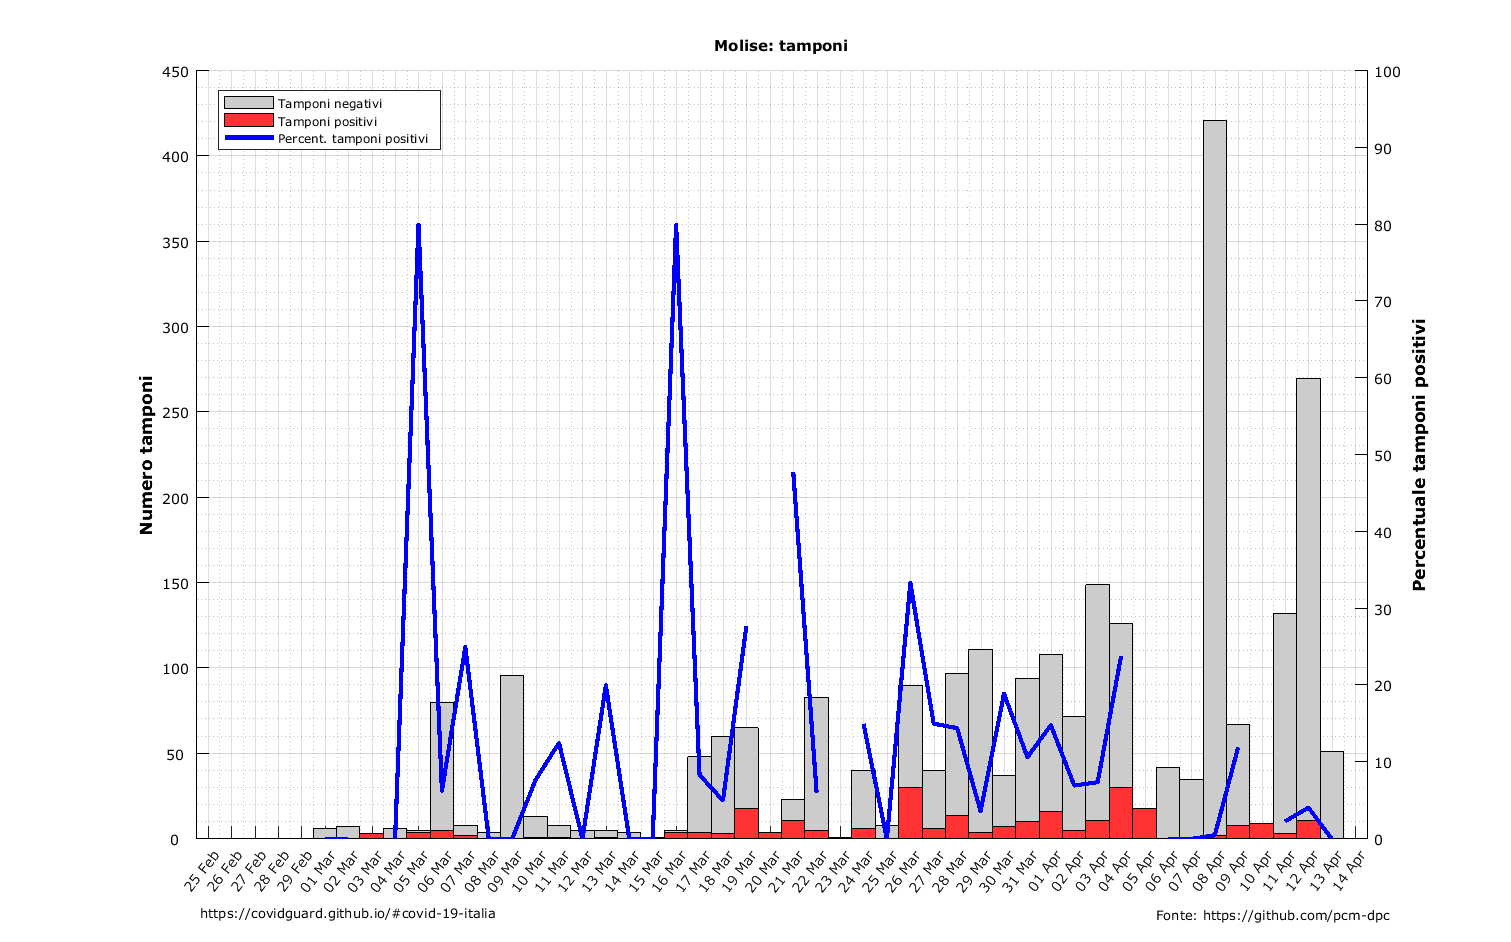 Molise: tamponi
Tamponi negativi
Tamponi positivi
Percent. tamponi positivi
Numero tamponi
450
400
350
300
250
200
150
100
50
0
Percentuale tamponi positivi
100
90
80
70
60
50
40
30
20
10
0
25 Feb
26 Feb
27 Feb
28 Feb
29 Feb
01 Mar
02 Mar
03 Mar
04 Mar
05 Mar
06 Mar
07 Mar
08 Mar
09 Mar
10 Mar
11 Mar
12 Mar
13 Mar
14 Mar
15 Mar
16 Mar
17 Mar
18 Mar
19 Mar
20 Mar
21 Mar
22 Mar
23 Mar
24 Mar
25 Mar
26 Mar
27 Mar
28 Mar
29 Mar
30 Mar
31 Mar
01 Apr
02 Apr
03 Apr
04 Apr
05 Apr
06 Apr
07 Apr
08 Apr
09 Apr
10 Apr
11 Apr
12 Apr
13 Apr
14 Apr
https://covidguard.github.io/#covid-19-italia
Fonte: https://github.com/pcm-dpc